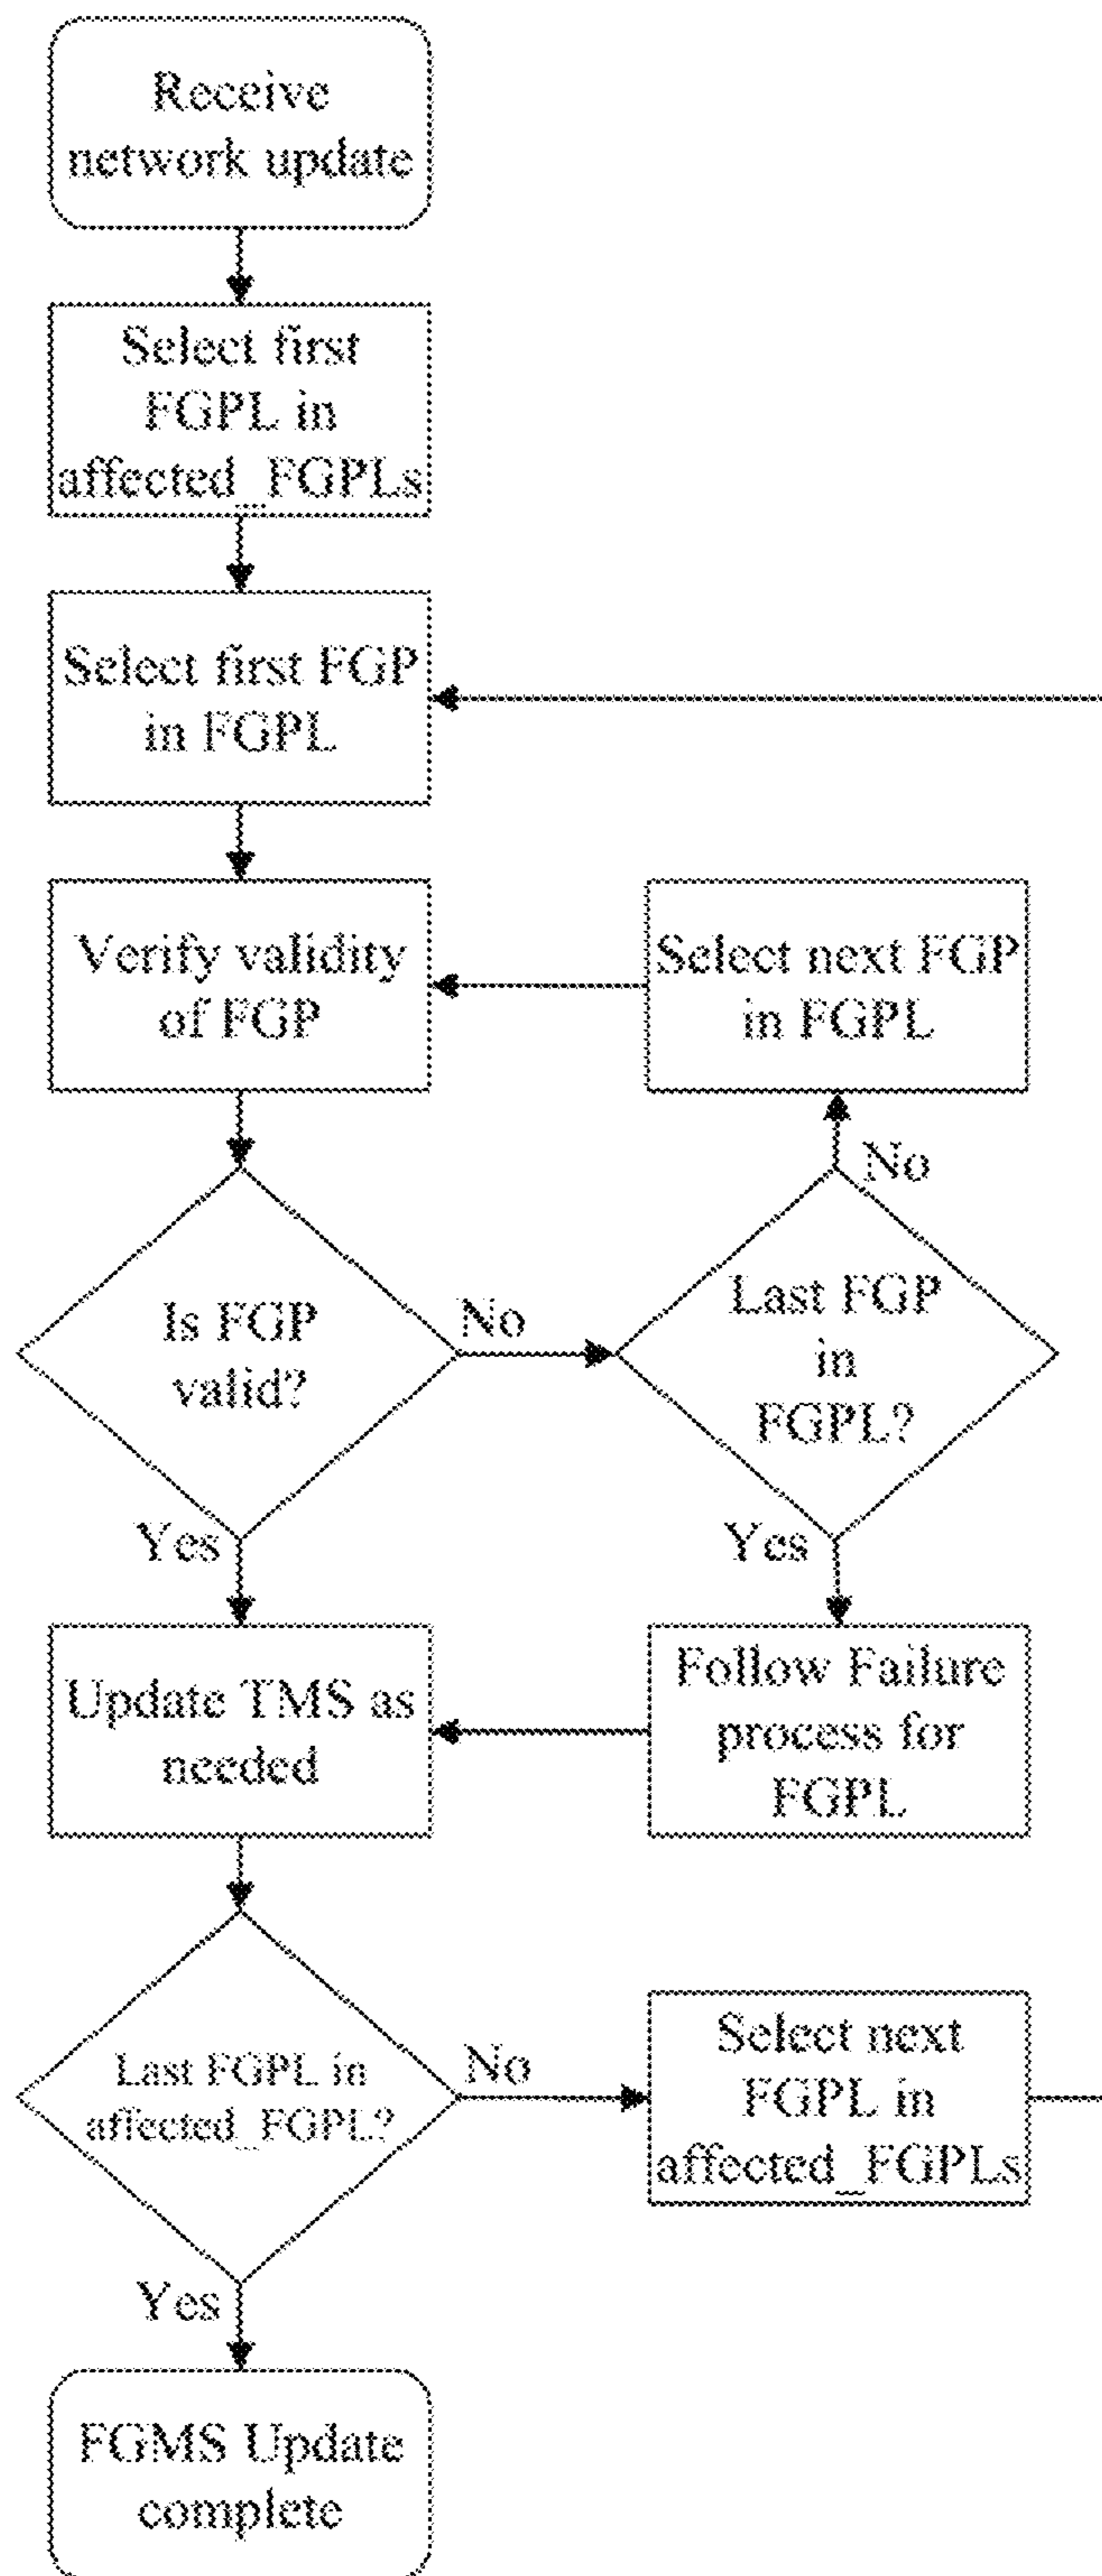 Receive
network update
Select first
FGPL in
affected_FGPLs
Select first FGP
in FGPL
Verify validity
of FGP
Select next FGP
in FGPL
No
Is FGP
valid?
No
Last FGP
in
FGPL?
Yes
Yes
Update TMS as
needed
Follow Failure
process for
FGPL
Last FGPL in
affected_FGPL?
No
Select next
FGPL in
affected_FGPLs
Yes
FGMS Update
complete